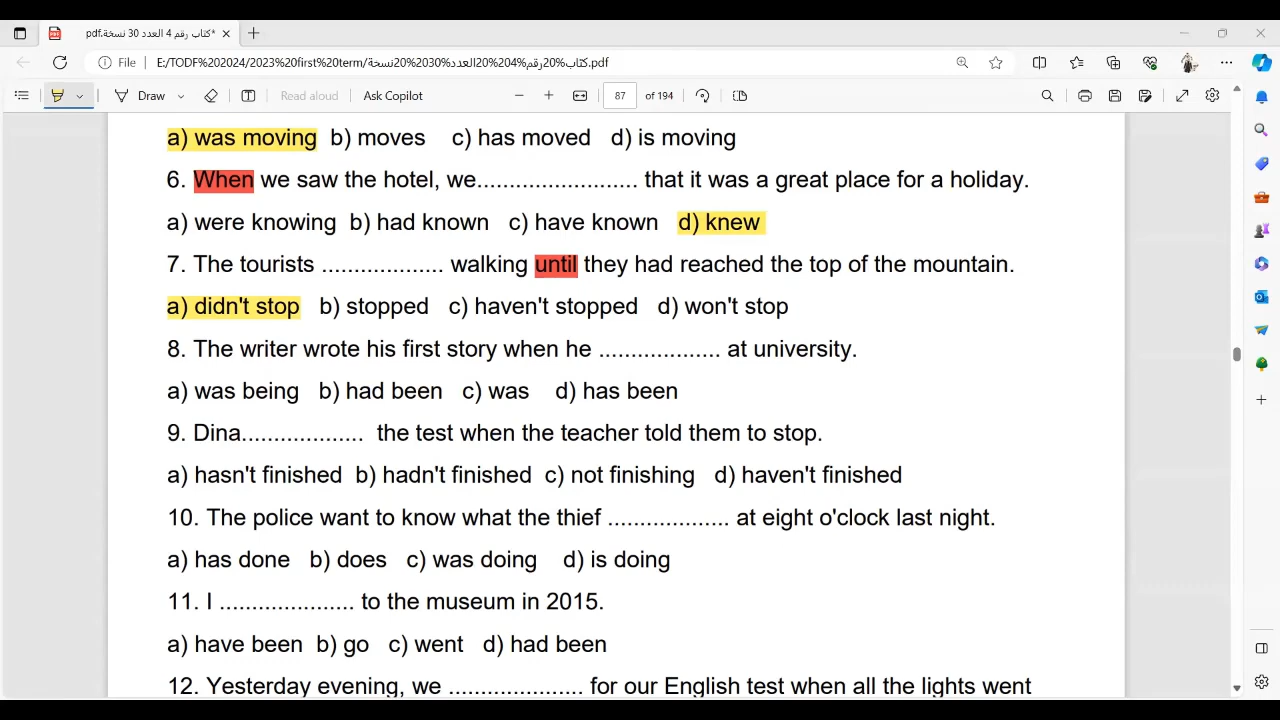 كتاب رقم 4 العدد 30 نسخة.pdf*
File E:/TODF%202024/2023%20first%20term/كتاب%20رقم%204%20العدد%2030%20نسخة.pdf
Draw Read aloud Ask Copilot 87 of 194
a) was moving b) moves c) has moved d) is moving
6. When we saw the hotel, we......................... that it was a great place for a holiday.
a) were knowing b) had known c) have known d) knew
7. The tourists ................... walking until they had reached the top of the mountain.
a) didn't stop b) stopped c) haven't stopped d) won't stop
8. The writer wrote his first story when he ................... at university.
a) was being b) had been c) was d) has been
9. Dina................... the test when the teacher told them to stop.
a) hasn't finished b) hadn't finished c) not finishing d) haven't finished
10. The police want to know what the thief ................... at eight o'clock last night.
a) has done b) does c) was doing d) is doing
11. I ..................... to the museum in 2015.
a) have been b) go c) went d) had been
12. Yesterday evening, we ..................... for our English test when all the lights went